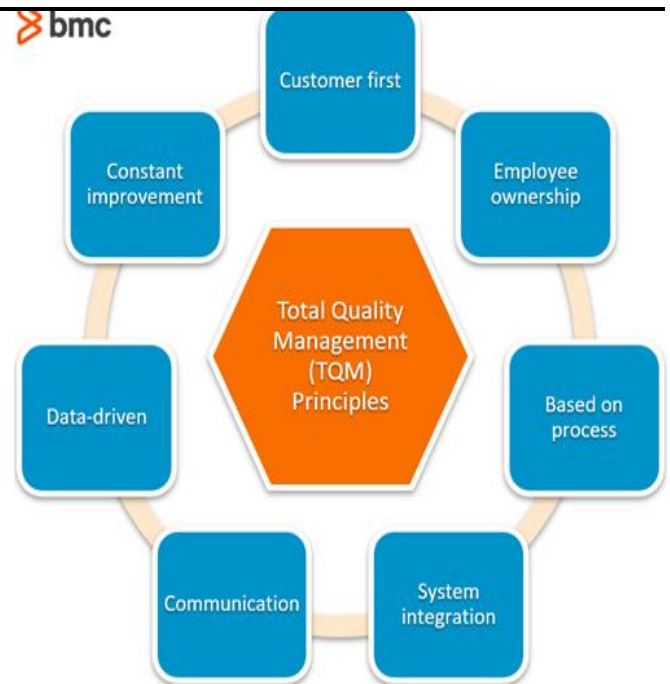 bmc
Customer first
Employee
ownership
Based on
process
System
integration
Communication
Data-driven
Constant
improvement
Total Quality
Management
(TQM)
Principles